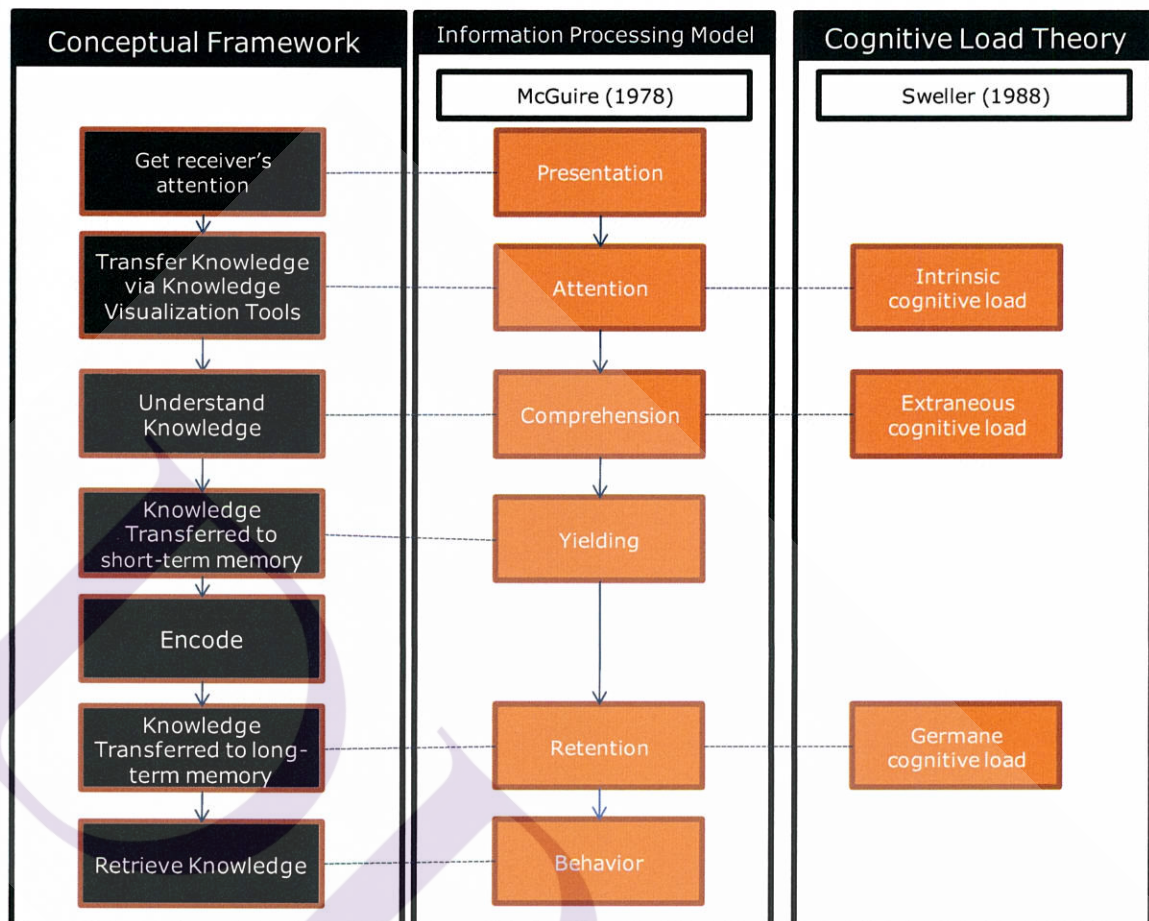 Conceptual Framework
Information Processing Model
Cognitive Load Theory
McGuire (1978)
Sweller (1988)
Get receiver's
attention
Presentation
Transfer Knowledge
via Knowledge
Visualization Tools
Attention
Intrinsic
cognitive load
Understand
Knowledge
Comprehension
Extraneous
cognitive load
Knowledge
Transferred to
short-term memory
Yielding
Encode
Knowledge
Transferred to long-
term memory
Retention
Germane
cognitive load
Retrieve Knowledge
Behavior